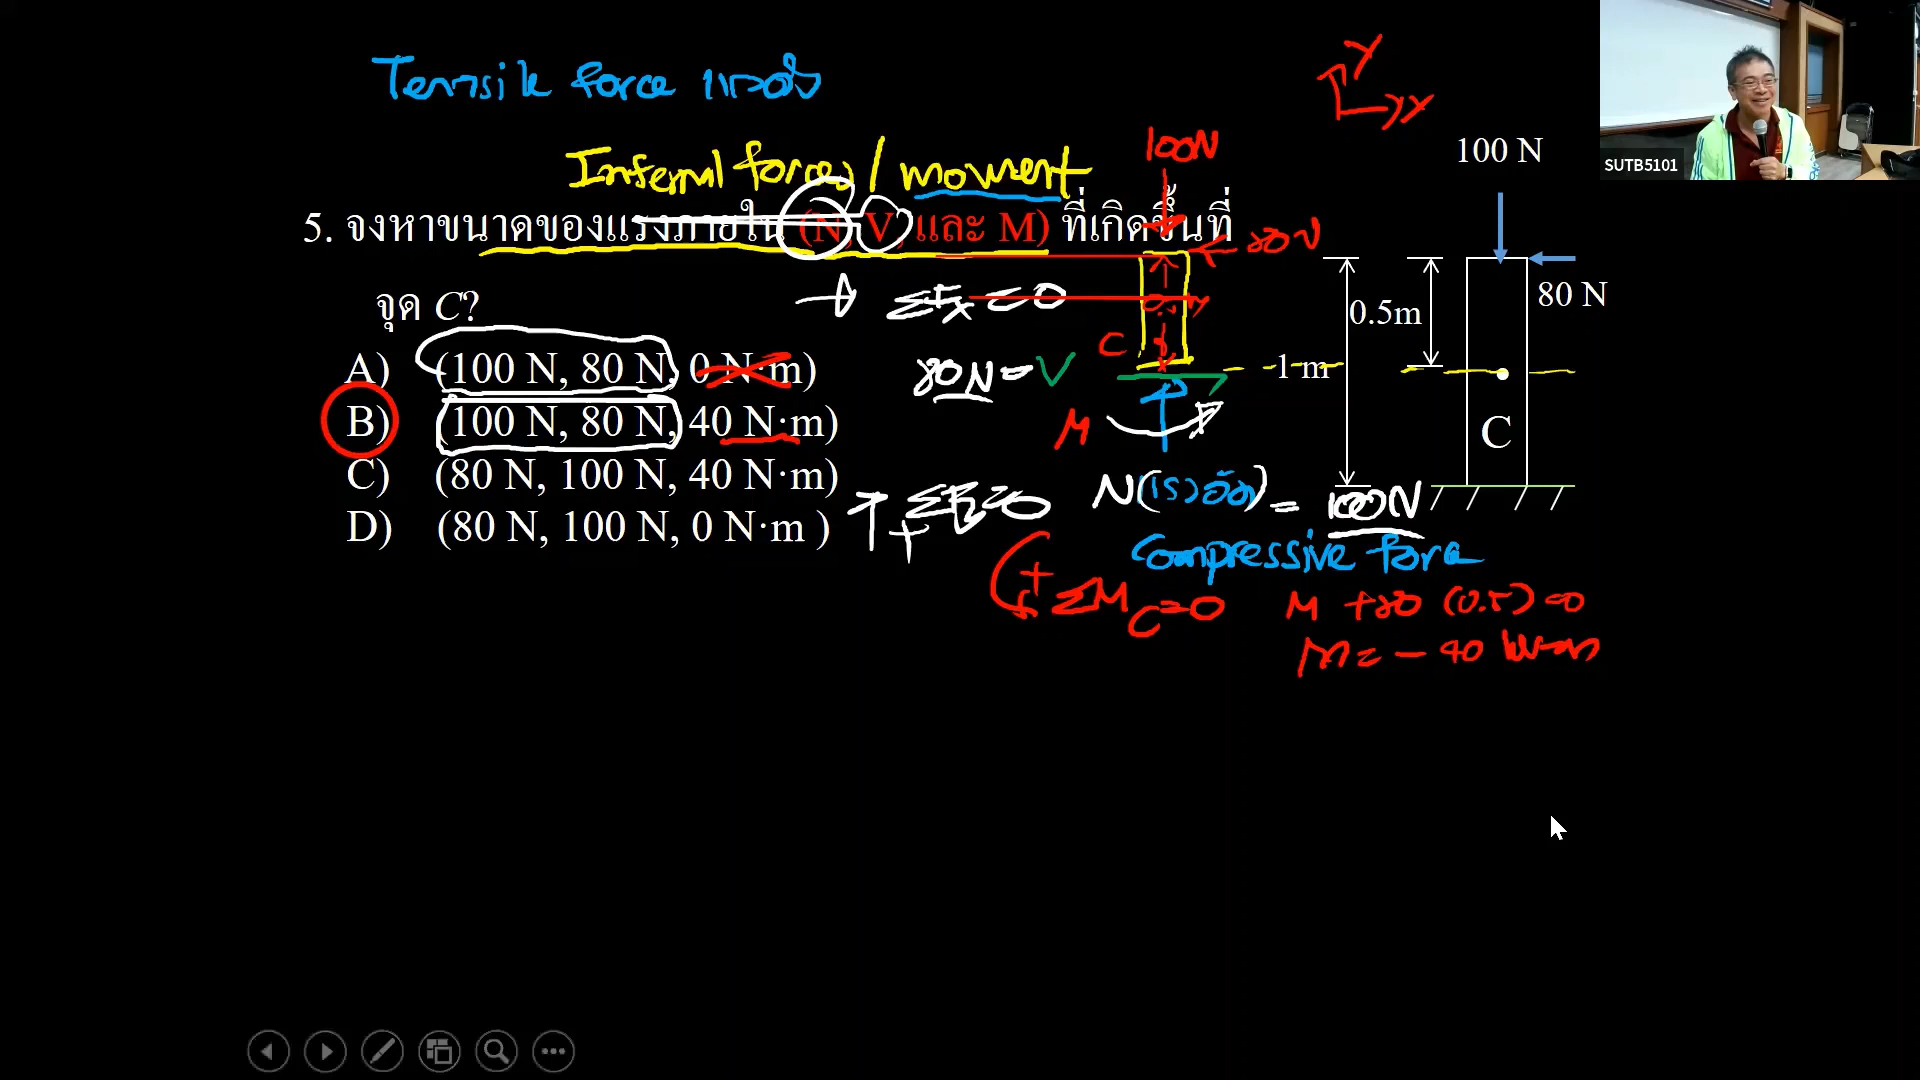 Tensile force แรงดึง
Internal forces / moment
5. จงหาขนาดของแรงภายใน (N, V, และ M) ที่เกิดขึ้นที่
จุด C?
A) (100 N, 80 N, 0 N·m)
B) (100 N, 80 N, 40 N·m)
C) (80 N, 100 N, 40 N·m)
D) (80 N, 100 N, 0 N·m )
ΣFx = 0
80N = V
ΣFy = 0
100N
80 N
C
M
N(แรงอัด) = 100N
Compressive force
+ ΣMC = 0
M + 80 (0.5) = 0
M = - 40
Y
X
100 N
80 N
0.5m
1 m
C
SUTB5101